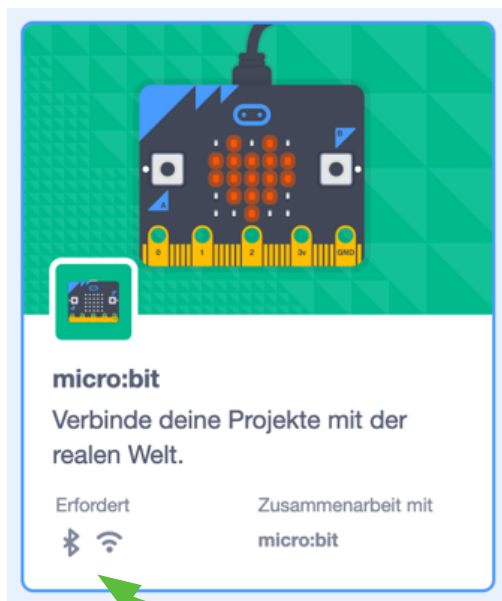 B
A
0 1 2 3v GND
micro:bit
Verbinde deine Projekte mit der
realen Welt.
Erfordert Zusammenarbeit mit
micro:bit